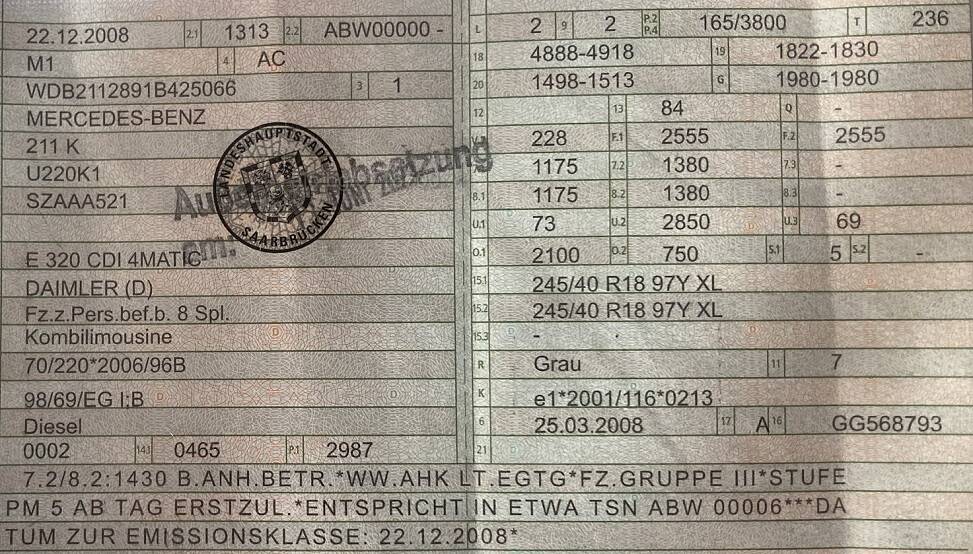 22.12.2008 2.1 1313 2.2 ABW00000 - L 2 9 2 P.2 P.4 165/3800 T 236
M1 4 AC 18 4888-4918 19 1822-1830
WDB2112891B425066 3 1 20 1498-1513 G 1980-1980
MERCEDES-BENZ 12 13 84 Q -
211 K 228 F.1 2555 F.2 2555
U220K1 1175 7.2 1380 7.3 -
SZAAA521 8.1 1175 8.2 1380 8.3 -
U.1 73 U.2 2850 U.3 69
E 320 CDI 4MATIC O.1 2100 O.2 750 S.1 5 S.2 -
DAIMLER (D) 15.1 245/40 R18 97Y XL
Fz.z.Pers.bef.b. 8 Spl. 15.2 245/40 R18 97Y XL
Kombilimousine 15.3 -
70/220*2006/96B R Grau 11 7
98/69/EG I;B K e1*2001/116*0213
Diesel 6 25.03.2008 17 A 16 GG568793
0002 14.1 0465 P.1 2987 21
7.2/8.2:1430 B.ANH.BETR.*WW.AHK LT.EGTG*FZ.GRUPPE III*STUFE
PM 5 AB TAG ERSTZUL.*ENTSPRICHT IN ETWA TSN ABW 00006***DA
TUM ZUR EMISSIONSKLASSE: 22.12.2008*
LANDESHAUPTSTADT
SAARBRÜCKEN